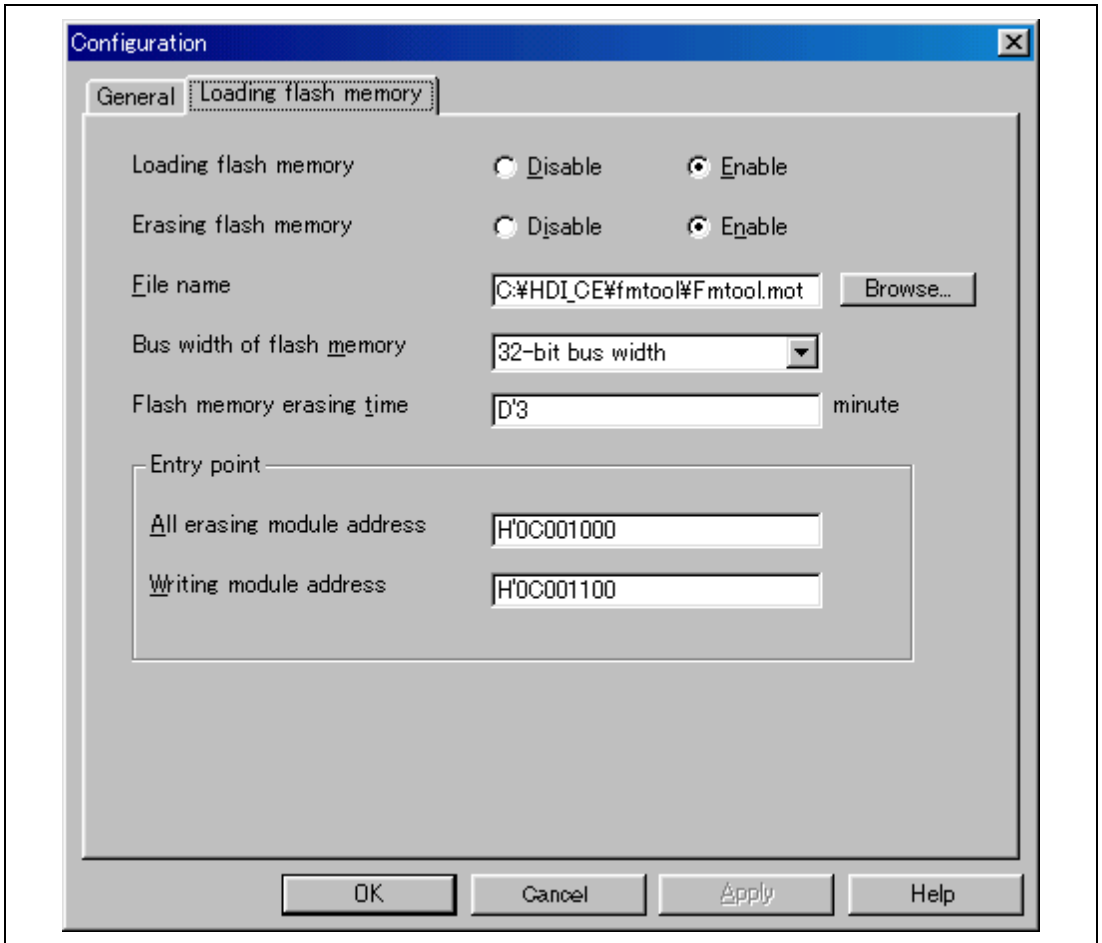 Configuration
General Loading flash memory
Loading flash memory Disable Enable
Erasing flash memory Disable Enable
File name C:¥HDI_CE¥fmtool¥Fmtool.mot Browse...
Bus width of flash memory 32-bit bus width
Flash memory erasing time D'3 minute
Entry point
All erasing module address H'0C001000
Writing module address H'0C001100
OK Cancel Apply Help